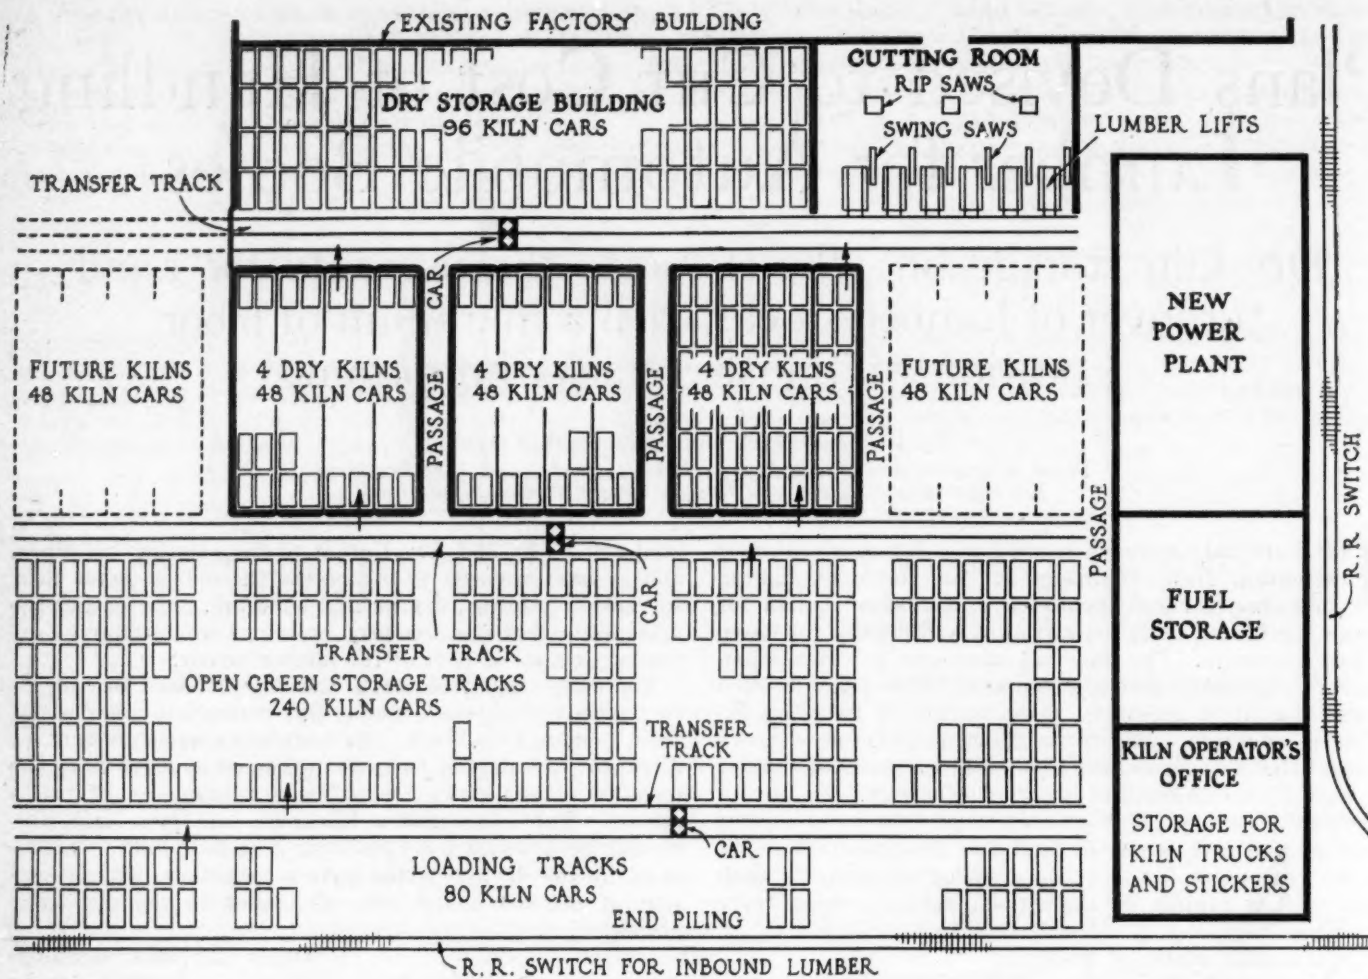 EXISTING FACTORY BUILDING
CUTTING ROOM
RIP SAWS
DRY STORAGE BUILDING
96 KILN CARS
SWING SAWS
LUMBER LIFTS
TRANSFER TRACK
CAR
NEW
POWER
PLANT
FUTURE KILNS
48 KILN CARS
4 DRY KILNS
48 KILN CARS
PASSAGE
4 DRY KILNS
48 KILN CARS
PASSAGE
4 DRY KILNS
48 KILN CARS
PASSAGE
FUTURE KILNS
48 KILN CARS
PASSAGE
R.R. SWITCH
CAR
FUEL
STORAGE
TRANSFER TRACK
OPEN GREEN STORAGE TRACKS
240 KILN CARS
TRANSFER
TRACK
KILN OPERATOR'S
OFFICE
CAR
STORAGE FOR
KILN TRUCKS
AND STICKERS
LOADING TRACKS
80 KILN CARS
END PILING
R.R. SWITCH FOR INBOUND LUMBER